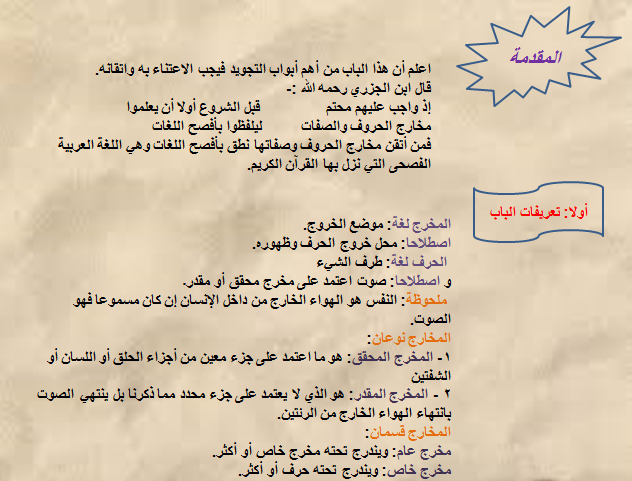 المقدمة
اعلم أن هذا الباب من أهم أبواب التجويد فيجب الاعتناء به واتقانه.
قال ابن الجزري رحمه الله :-
إذ واجب عليهم محتم قبل الشروع أولا أن يعلموا
مخارج الحروف والصفات ليلفظوا بأفصح اللغات
فمن أتقن مخارج الحروف وصفاتها نطق بأفصح اللغات وهي اللغة العربية
الفصحى التي نزل بها القرآن الكريم.
أولا: تعريفات الباب
المخرج لغة: موضع الخروج.
اصطلاحا: محل خروج الحرف وظهوره.
الحرف لغة: طرف الشيء
و اصطلاحا: صوت اعتمد على مخرج محقق أو مقدر.
ملحوظة: النفس هو الهواء الخارج من داخل الإنسان إن كان مسموعا فهو
الصوت.
المخارج نوعان:
١- المخرج المحقق: هو ما اعتمد على جزء معين من أجزاء الحلق أو اللسان أو
الشفتين
٢ - المخرج المقدر: هو الذي لا يعتمد على جزء محدد مما ذكرنا بل ينتهي الصوت
بانتهاء الهواء الخارج من الرئتين.
المخارج قسمان:
مخرج عام: ويندرج تحته مخرج خاص أو أكثر.
مخرج خاص: ويندرج تحته حرف أو أكثر.